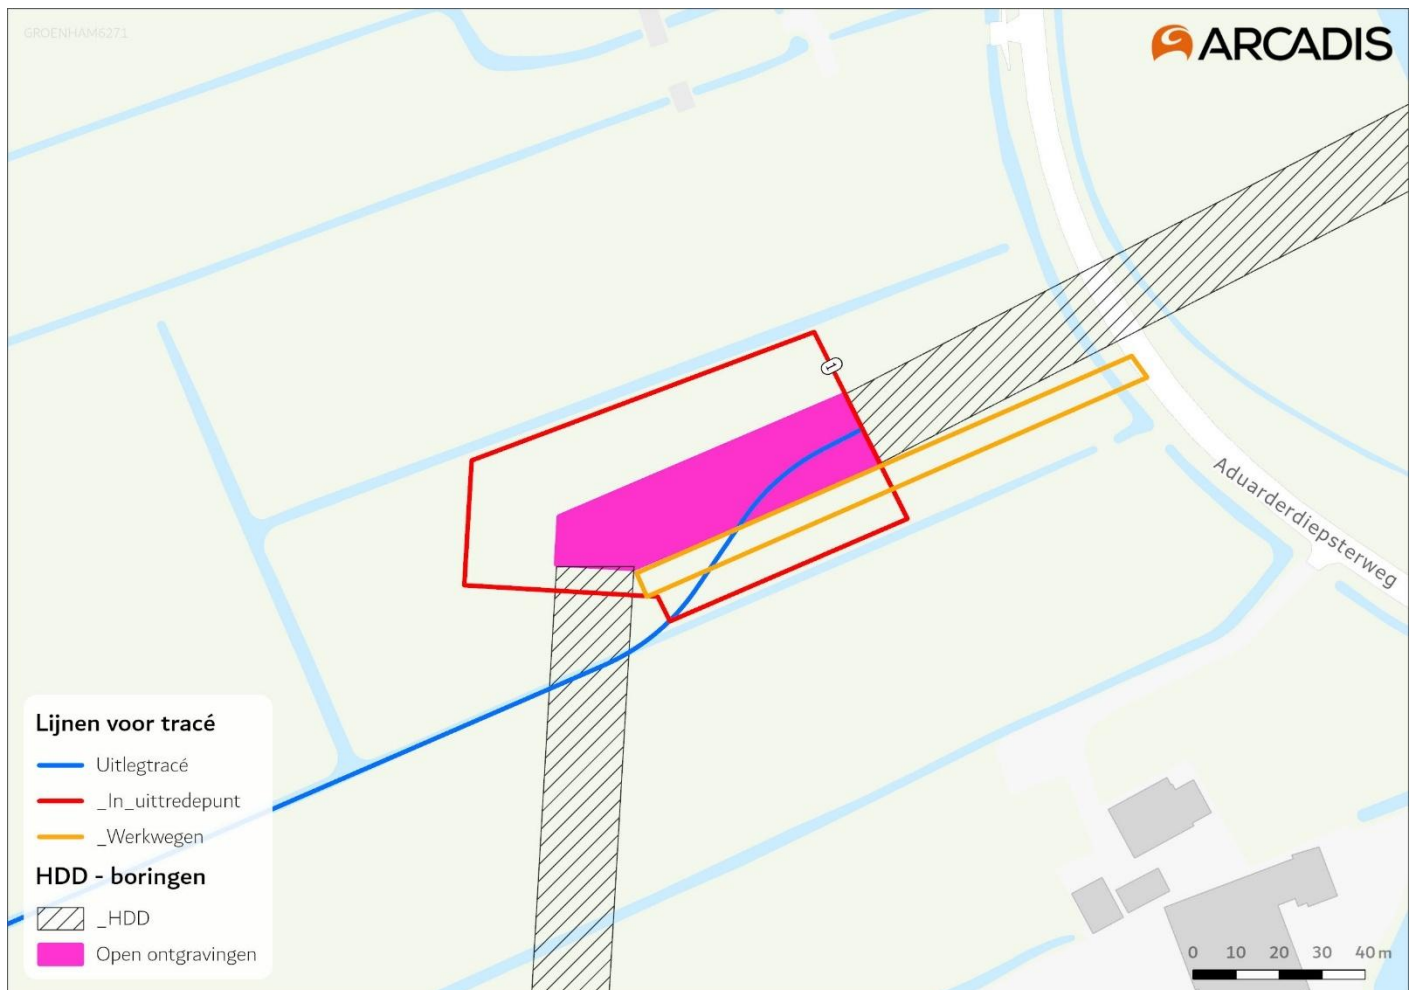 GROENHAM6271
ARCADIS
1
Aduarderdiepsterweg
Lijnen voor tracé
Uitlegtracé
_In_uittredepunt
_Werkwegen
HDD - boringen
_HDD
Open ontgravingen
0 10 20 30 40 m